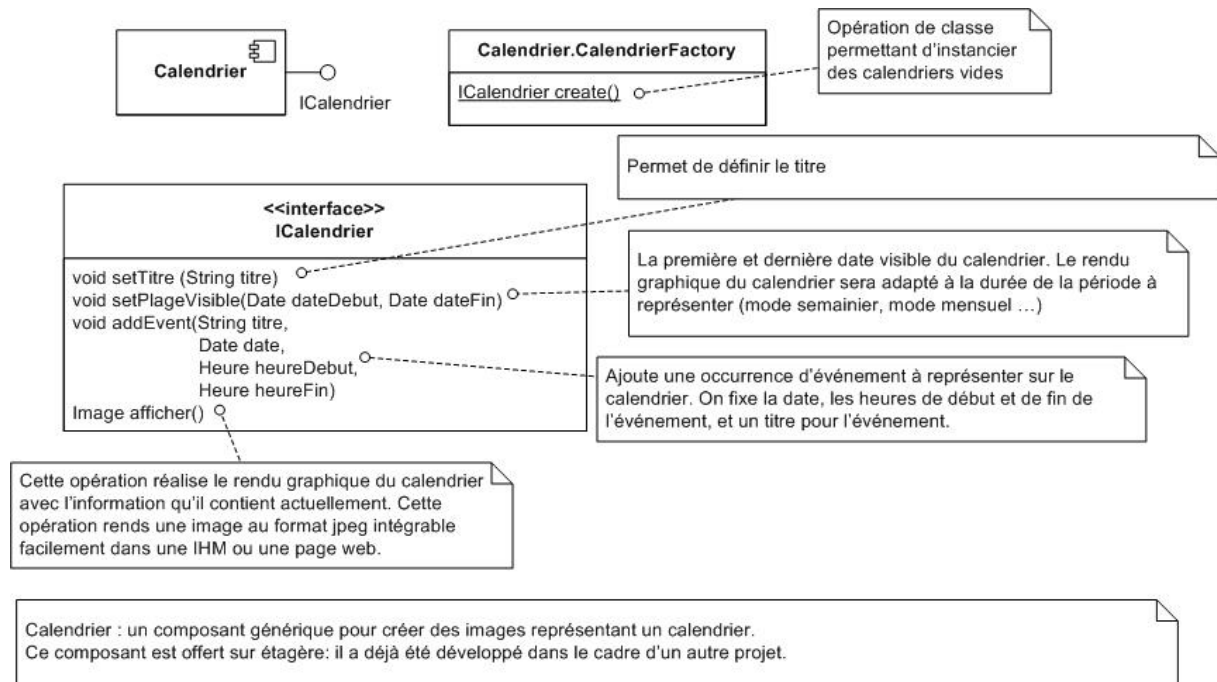 Calendrier
ICalendrier
Calendrier.CalendrierFactory
ICalendrier create()
Opération de classe
permettant d'instancier
des calendriers vides
Permet de définir le titre
<<interface>>
ICalendrier
void setTitre (String titre)
void setPlageVisible(Date dateDebut, Date dateFin)
void addEvent(String titre,
Date date,
Heure heureDebut,
Heure heureFin)
Image afficher()
La première et dernière date visible du calendrier. Le rendu
graphique du calendrier sera adapté à la durée de la période à
représenter (mode semainier, mode mensuel …)
Ajoute une occurrence d'événement à représenter sur le
calendrier. On fixe la date, les heures de début et de fin de
l'événement, et un titre pour l'événement.
Cette opération réalise le rendu graphique du calendrier
avec l'information qu'il contient actuellement. Cette
opération rends une image au format jpeg intégrable
facilement dans une IHM ou une page web.
Calendrier : un composant générique pour créer des images représentant un calendrier.
Ce composant est offert sur étagère: il a déjà été développé dans le cadre d'un autre projet.